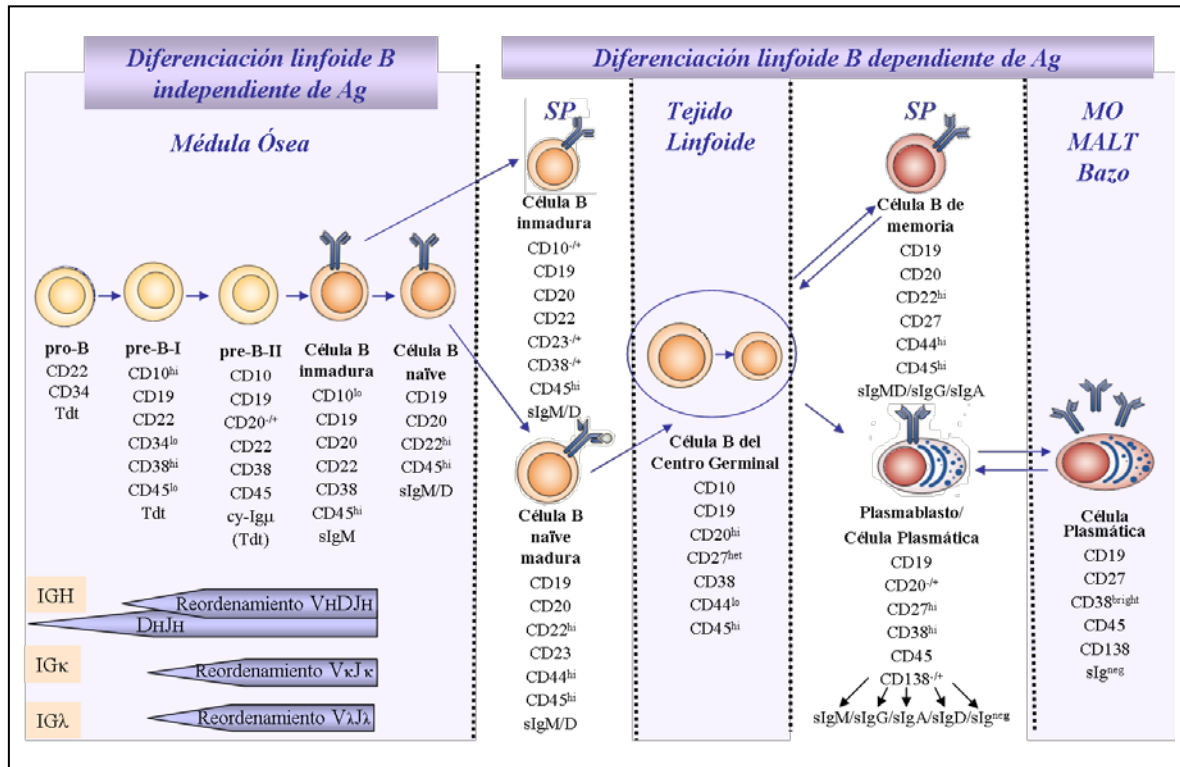 Diferenciación linfoide B
independiente de Ag
Diferenciación linfoide B dependiente de Ag
Médula Ósea
pro-B
CD22
CD34
Tdt
pre-B-I
CD10hi
CD19
CD22
CD34lo
CD38hi
CD45lo
Tdt
pre-B-II
CD10
CD19
CD20-/+
CD22
CD38
CD45
cy-Igμ
(Tdt)
Célula B
inmadura
CD10lo
CD19
CD20
CD22
CD38
CD45hi
sIgM
Célula B
naïve
CD19
CD20
CD22hi
CD45hi
sIgM/D
IGH
Reordenamiento VHDJH
DHJH
IGκ
Reordenamiento VκJκ
IGλ
Reordenamiento VλJλ
SP
Célula B
inmadura
CD10-/+
CD19
CD20
CD22
CD23-/+
CD38-/+
CD45hi
sIgM/D
Célula B
naïve
madura
CD19
CD20
CD22hi
CD23
CD44hi
CD45hi
sIgM/D
Tejido
Linfoide
Célula B del
Centro Germinal
CD10
CD19
CD20hi
CD27het
CD38
CD44lo
CD45hi
SP
Célula B de
memoria
CD19
CD20
CD22hi
CD27
CD44hi
CD45hi
sIgMD/sIgG/sIgA
Plasmablasto/
Célula Plasmática
CD19
CD20-/+
CD27hi
CD38hi
CD45
CD138-/+
sIgM/sIgG/sIgA/sIgD/sIgneg
MO
MALT
Bazo
Célula
Plasmática
CD19
CD27
CD38bright
CD45
CD138
sIgneg